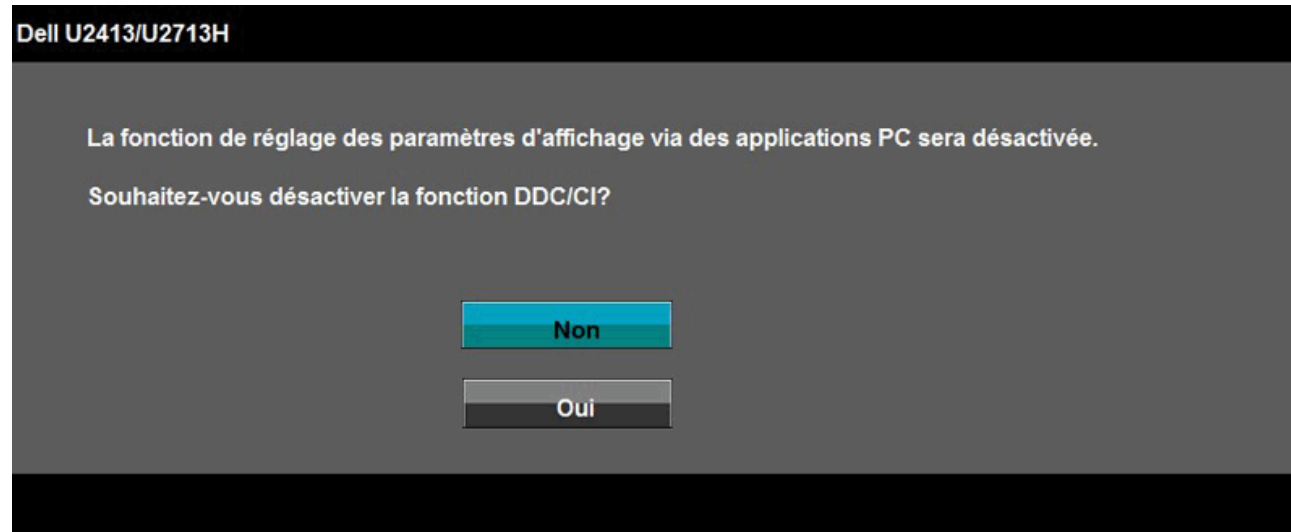 Dell U2413/U2713H
La fonction de réglage des paramètres d'affichage via des applications PC sera désactivée.
Souhaitez-vous désactiver la fonction DDC/CI?
Non
Oui